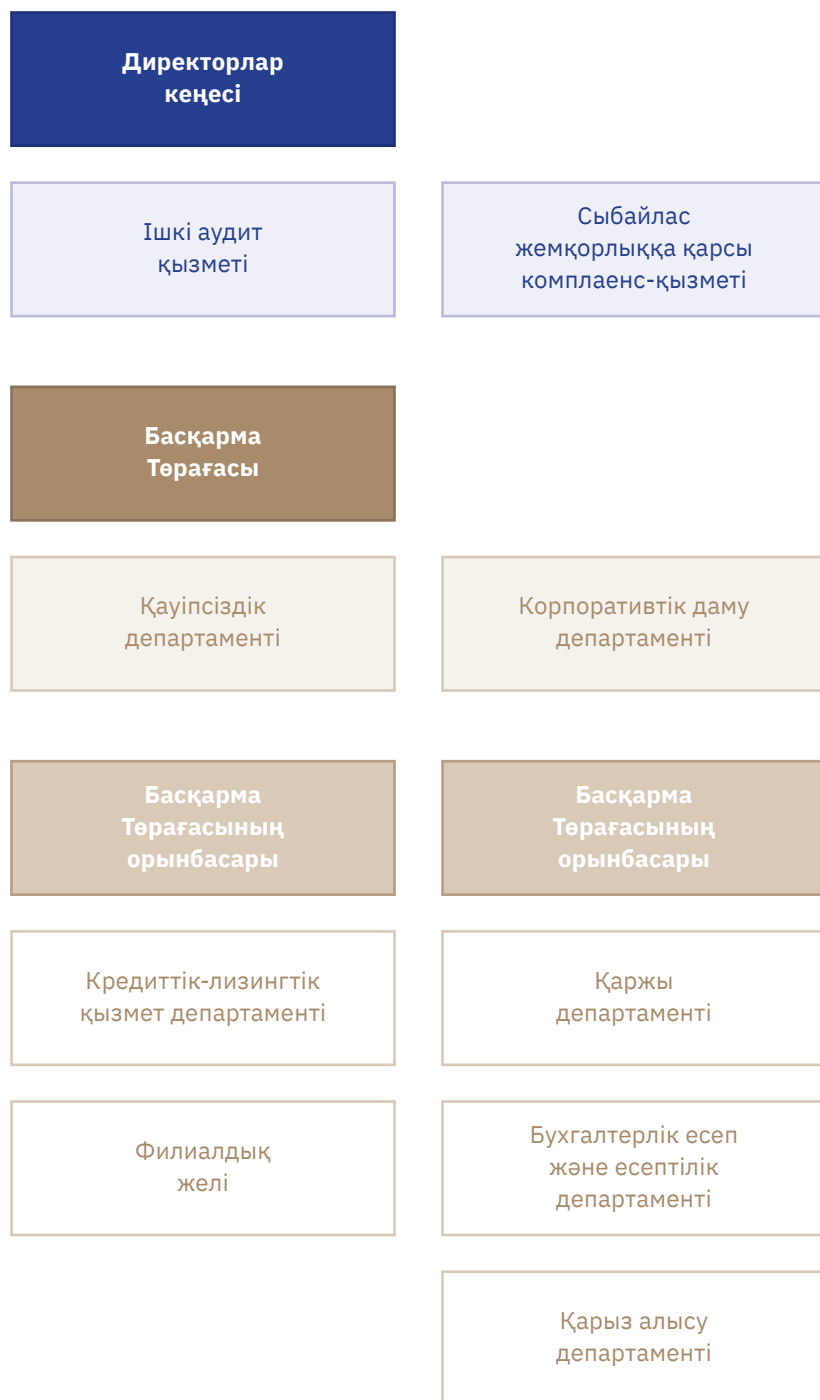 Директорлар
кеңесі
Ішкі аудит
қызметі
Сыбайлас
жемқорлыққа қарсы
комплаенс-қызметі
Басқарма
Төрағасы
Қауіпсіздік
департаменті
Корпоративтік даму
департаменті
Басқарма
Төрағасының
орынбасары
Басқарма
Төрағасының
орынбасары
Кредиттік-лизингтік
қызмет департаменті
Қаржы
департаменті
Филиалдық
желі
Бухгалтерлік есеп
және есептілік
департаменті
Қарыз алысу
департаменті